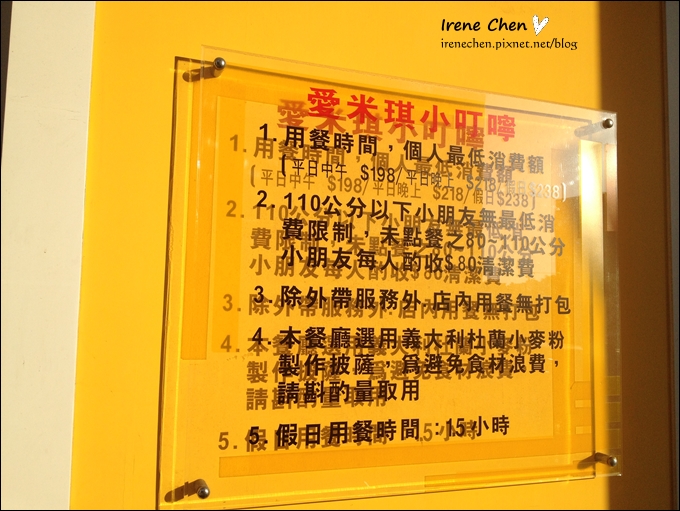 Irene Chen
irenechen.pixnet.net/blog
愛米琪小叮嚀
1. 用餐時間，個人最低消費額
(平日中午 $198/平日晚上 $218/假日$238)
2. 110公分以下小朋友無最低消
費限制，未點餐之80~110公分
小朋友每人酌收$80清潔費
3. 除外帶服務外.店內用餐無打包
4. 本餐廳選用義大利杜蘭小麥粉
製作披薩，爲避免食材浪費，
請斟酌量取用
5. 假日用餐時間：1.5小時